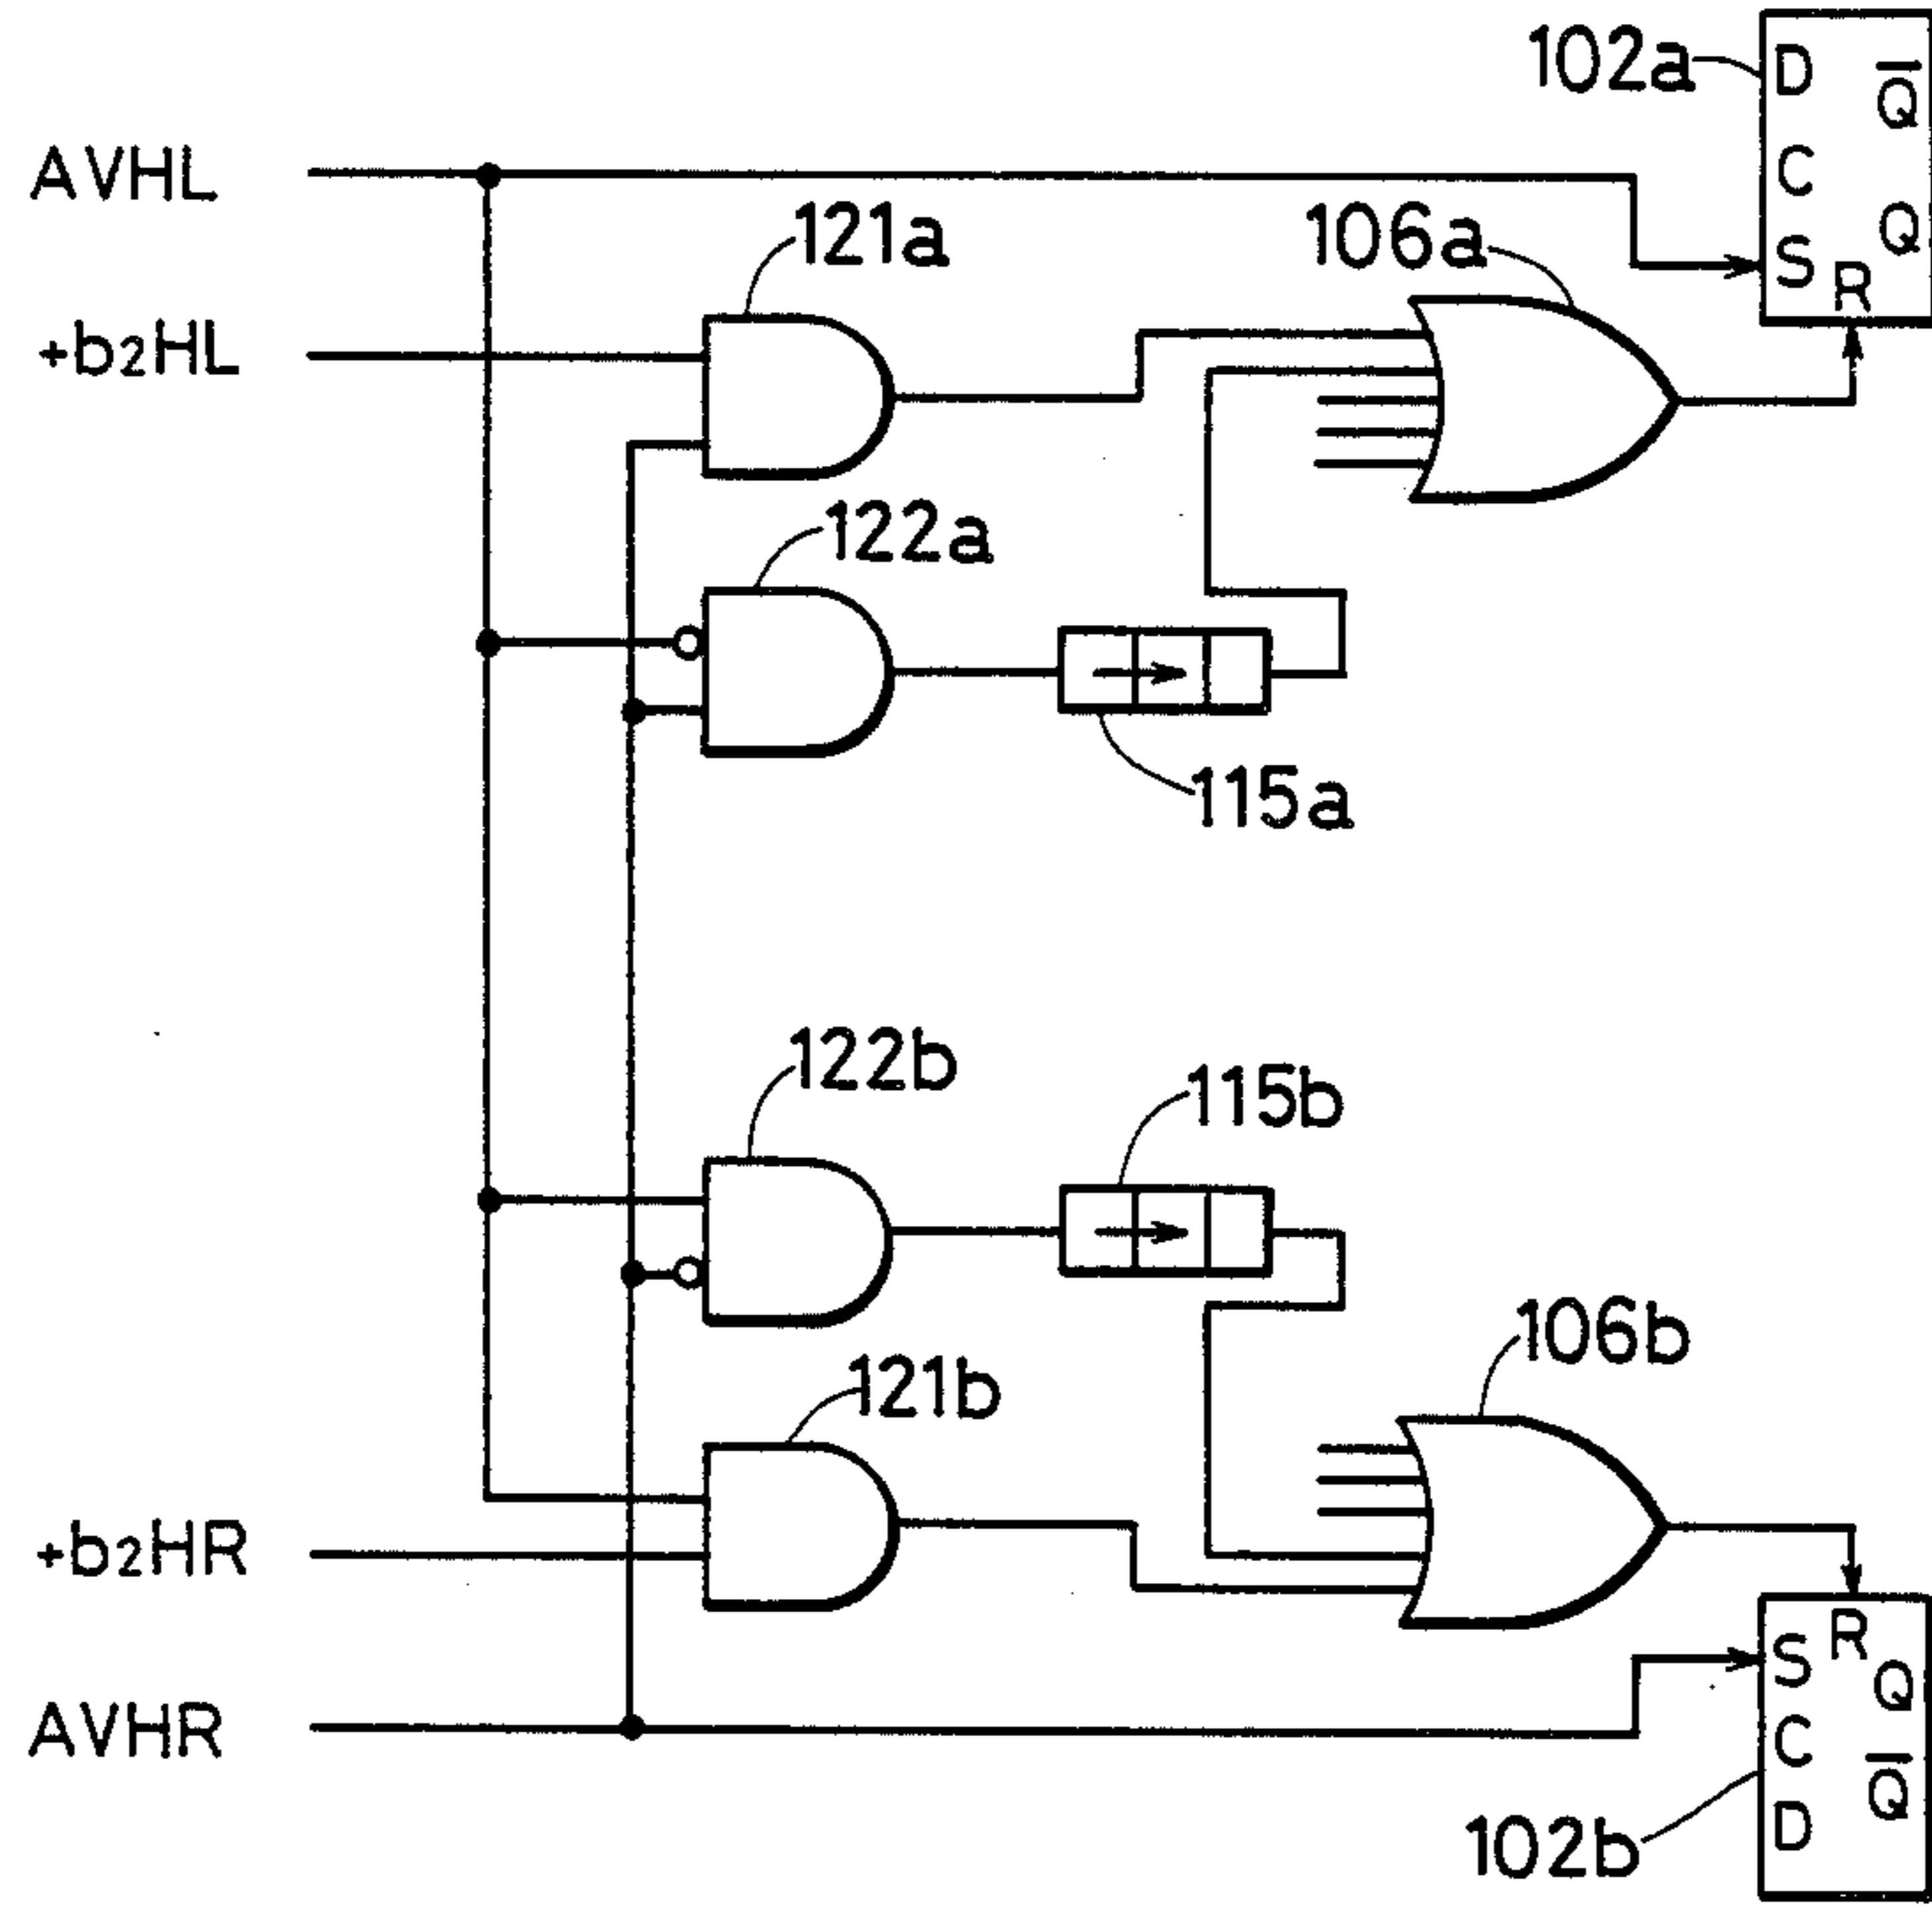 102a
D
Q̅
C
Q
S
R
AVHL
121a
106a
+b₂HL
122a
115a
122b
115b
106b
121b
+b₂HR
R
S
Q
AVHR
C
Q̅
102b
D